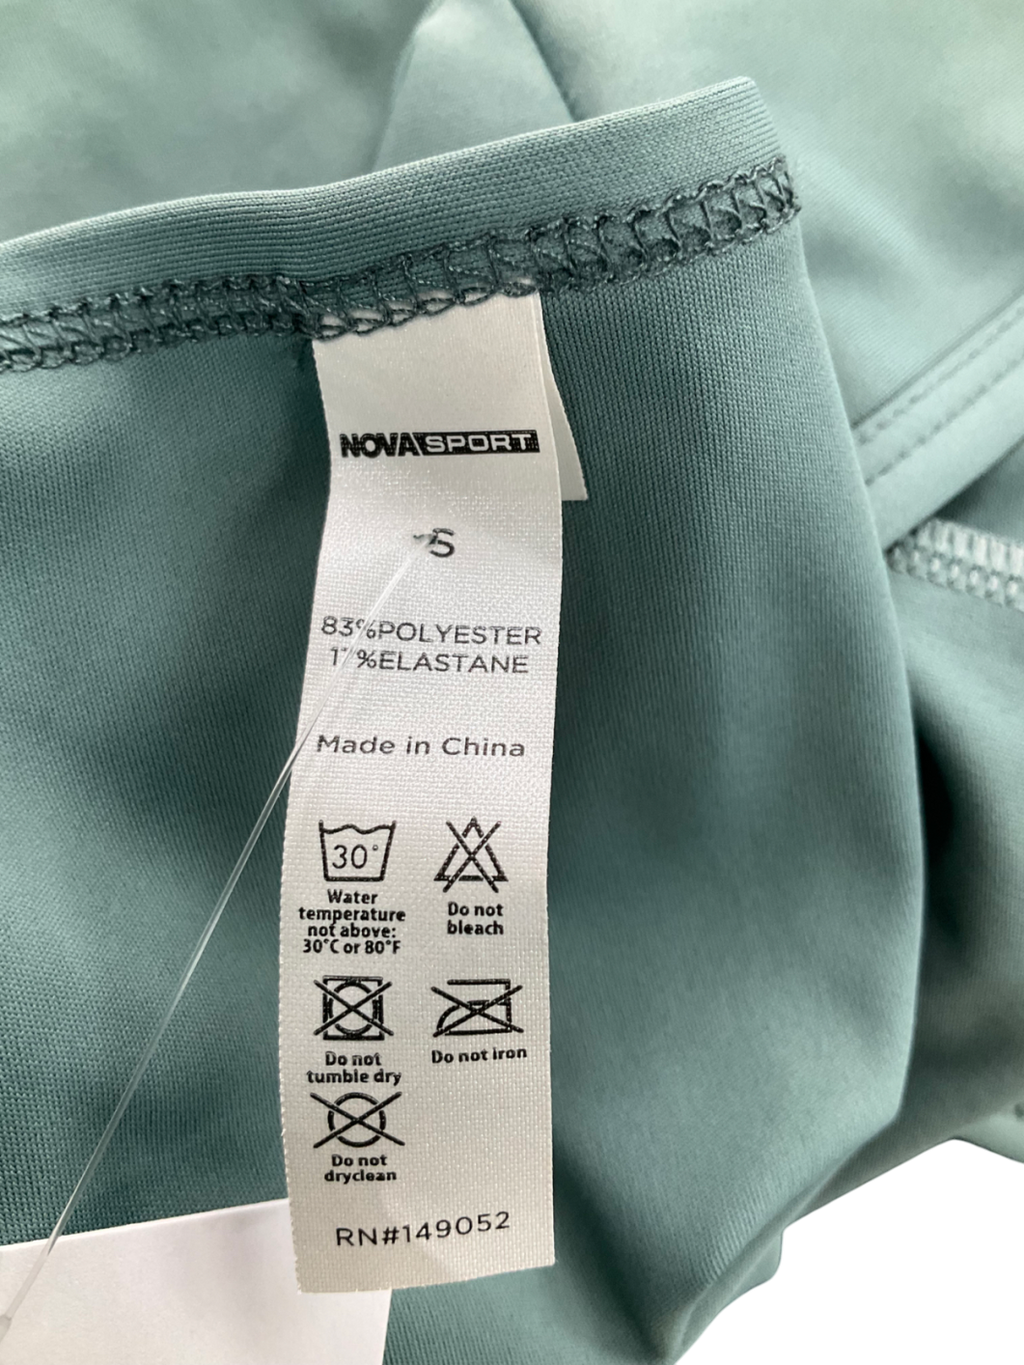 NOVASPORT
S
83%POLYESTER
%ELASTANE
Made in China
30°
Water
temperature
not above:
30°C or 80°F
Do not
bleach
Do not
tumble dry
Do not iron
Do not
dryclean
RN#149052